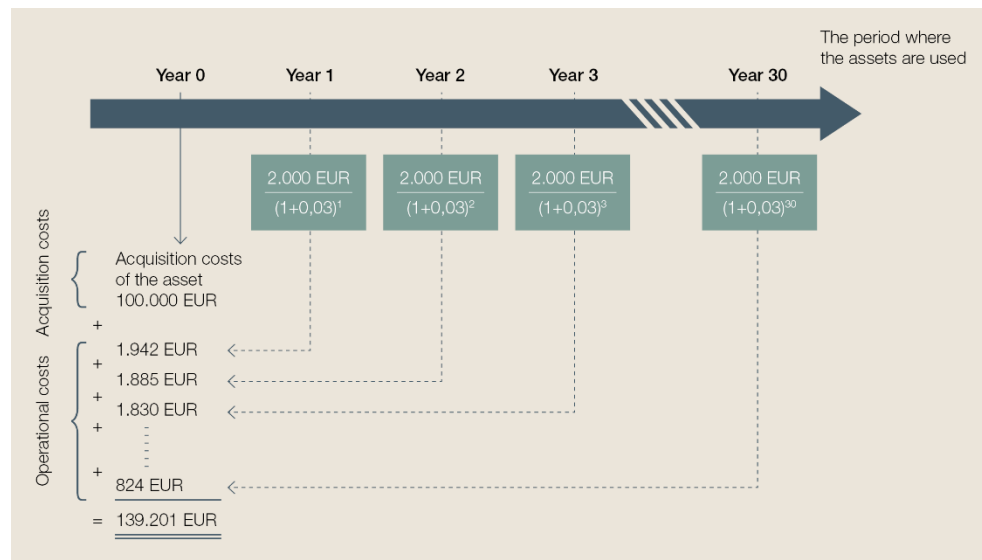 The period where
the assets are used
Year 0
Year 1
Year 2
Year 3
Year 30
2.000 EUR
(1+0,03)¹
2.000 EUR
(1+0,03)²
2.000 EUR
(1+0,03)³
2.000 EUR
(1+0,03)³⁰
Acquisition costs
Acquisition costs
of the asset
100.000 EUR
+
Operational costs
1.942 EUR
+
1.885 EUR
+
1.830 EUR
+
+
824 EUR
= 139.201 EUR